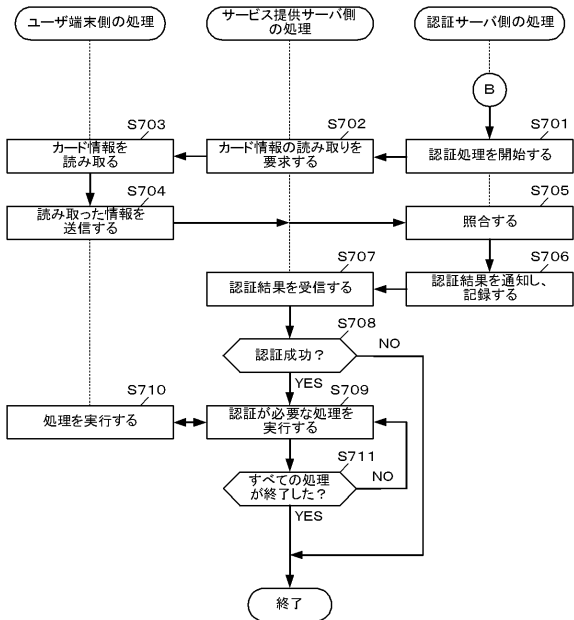 ユーザ端末側の処理
サービス提供サーバ側
の処理
認証サーバ側の処理
B
S701
認証処理を開始する
S702
カード情報の読み取りを
要求する
S703
カード情報を
読み取る
S704
読み取った情報を
送信する
S705
照合する
S706
認証結果を通知し、
記録する
S707
認証結果を受信する
S708
認証成功？
NO
YES
S709
認証が必要な処理を
実行する
S710
処理を実行する
S711
すべての処理
が終了した？
NO
YES
終了